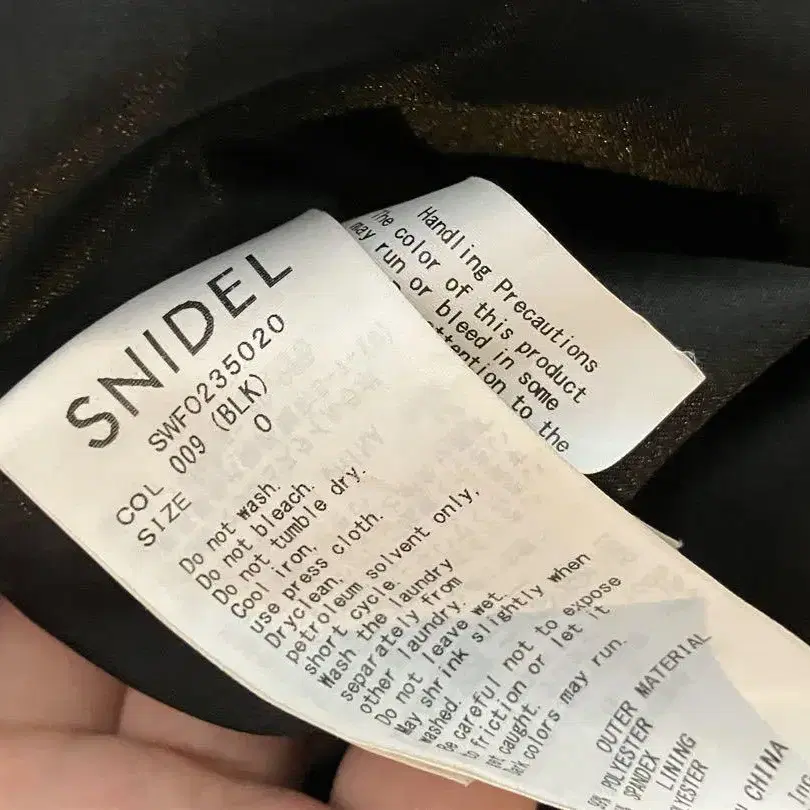 SNIDEL
SWFO235020
COL 009 (BLK)
SIZE 0
Do not wash.
Do not bleach.
Do not tumble dry.
Cool iron,
use press cloth.
Dryclean,
petroleum solvent only,
short cycle.
Wash the laundry
separately from
other laundry.
Do not leave wet.
May shrink slightly when
washed.
Be careful not to expose
to friction or let it
caught.
colors may run.
OUTER MATERIAL
POLYESTER
SPANDEX
LINING
CHINA
Handling Precautions
The color of this product
may run or bleed in some
to the